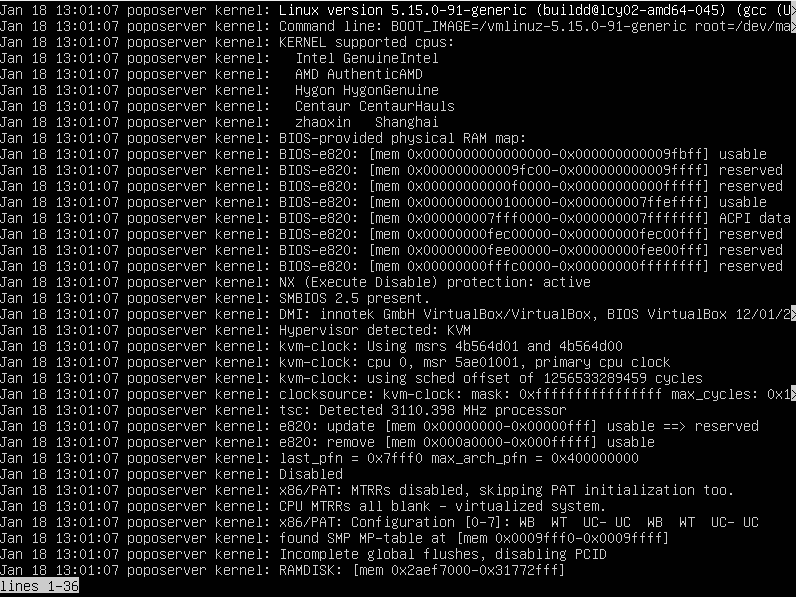 Jan 18 13:01:07 poposerver kernel: Linux version 5.15.0-91-generic (buildd@lcy02-amd64-045) (gcc (U>
Jan 18 13:01:07 poposerver kernel: Command line: BOOT_IMAGE=/vmlinuz-5.15.0-91-generic root=/dev/ma>
Jan 18 13:01:07 poposerver kernel: KERNEL supported cpus:
Jan 18 13:01:07 poposerver kernel:   Intel GenuineIntel
Jan 18 13:01:07 poposerver kernel:   AMD AuthenticAMD
Jan 18 13:01:07 poposerver kernel:   Hygon HygonGenuine
Jan 18 13:01:07 poposerver kernel:   Centaur CentaurHauls
Jan 18 13:01:07 poposerver kernel:   zhaoxin   Shanghai
Jan 18 13:01:07 poposerver kernel: BIOS-provided physical RAM map:
Jan 18 13:01:07 poposerver kernel: BIOS-e820: [mem 0x0000000000000000-0x000000000009fbff] usable
Jan 18 13:01:07 poposerver kernel: BIOS-e820: [mem 0x000000000009fc00-0x000000000009ffff] reserved
Jan 18 13:01:07 poposerver kernel: BIOS-e820: [mem 0x00000000000f0000-0x00000000000fffff] reserved
Jan 18 13:01:07 poposerver kernel: BIOS-e820: [mem 0x0000000000100000-0x000000007ffeffff] usable
Jan 18 13:01:07 poposerver kernel: BIOS-e820: [mem 0x000000007fff0000-0x000000007fffffff] ACPI data
Jan 18 13:01:07 poposerver kernel: BIOS-e820: [mem 0x00000000fec00000-0x00000000fec00fff] reserved
Jan 18 13:01:07 poposerver kernel: BIOS-e820: [mem 0x00000000fee00000-0x00000000fee00fff] reserved
Jan 18 13:01:07 poposerver kernel: BIOS-e820: [mem 0x00000000fffc0000-0x00000000ffffffff] reserved
Jan 18 13:01:07 poposerver kernel: NX (Execute Disable) protection: active
Jan 18 13:01:07 poposerver kernel: SMBIOS 2.5 present.
Jan 18 13:01:07 poposerver kernel: DMI: innotek GmbH VirtualBox/VirtualBox, BIOS VirtualBox 12/01/2>
Jan 18 13:01:07 poposerver kernel: Hypervisor detected: KVM
Jan 18 13:01:07 poposerver kernel: kvm-clock: Using msrs 4b564d01 and 4b564d00
Jan 18 13:01:07 poposerver kernel: kvm-clock: cpu 0, msr 5ae01001, primary cpu clock
Jan 18 13:01:07 poposerver kernel: kvm-clock: using sched offset of 1256533289459 cycles
Jan 18 13:01:07 poposerver kernel: clocksource: kvm-clock: mask: 0xffffffffffffffff max_cycles: 0x1>
Jan 18 13:01:07 poposerver kernel: tsc: Detected 3110.398 MHz processor
Jan 18 13:01:07 poposerver kernel: e820: update [mem 0x00000000-0x00000fff] usable ==> reserved
Jan 18 13:01:07 poposerver kernel: e820: remove [mem 0x000a0000-0x000fffff] usable
Jan 18 13:01:07 poposerver kernel: last_pfn = 0x7fff0 max_arch_pfn = 0x400000000
Jan 18 13:01:07 poposerver kernel: Disabled
Jan 18 13:01:07 poposerver kernel: x86/PAT: MTRRs disabled, skipping PAT initialization too.
Jan 18 13:01:07 poposerver kernel: CPU MTRRs all blank - virtualized system.
Jan 18 13:01:07 poposerver kernel: x86/PAT: Configuration [0-7]: WB  WT  UC- UC  WB  WT  UC- UC
Jan 18 13:01:07 poposerver kernel: found SMP MP-table at [mem 0x0009fff0-0x0009ffff]
Jan 18 13:01:07 poposerver kernel: Incomplete global flushes, disabling PCID
Jan 18 13:01:07 poposerver kernel: RAMDISK: [mem 0x2aef7000-0x31772fff]
lines 1-36